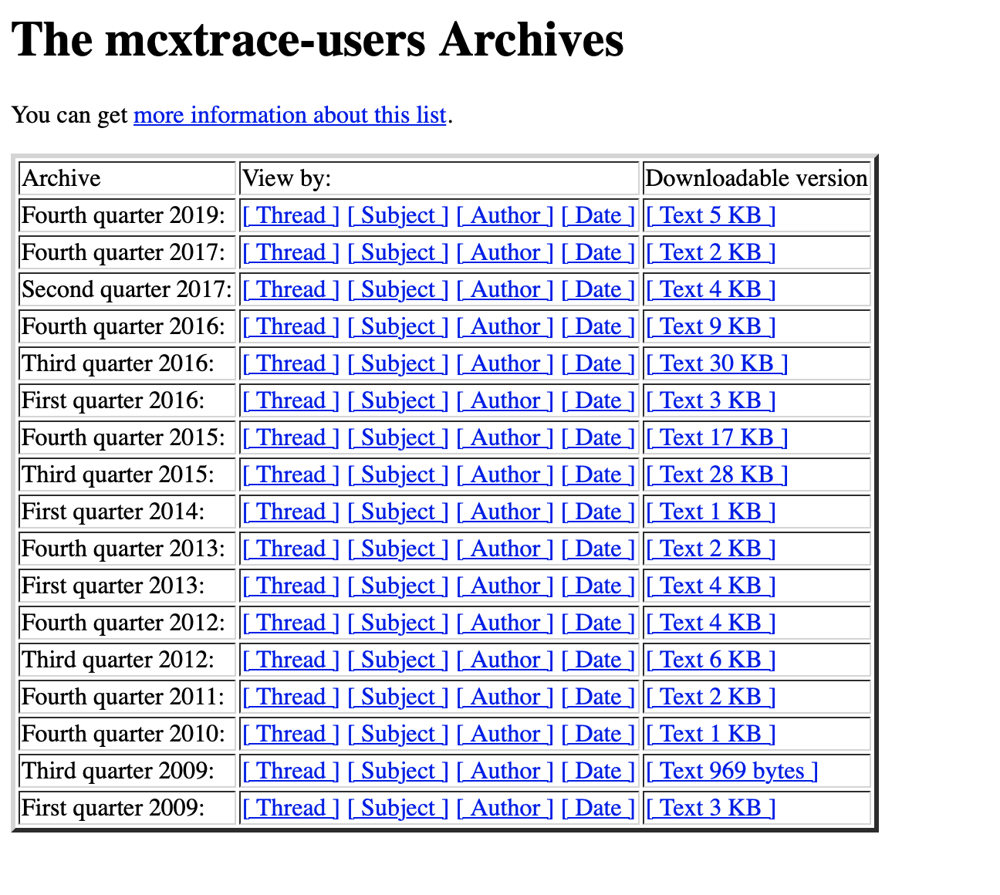 The mcxtrace-users Archives
You can get more information about this list.
Archive View by: Downloadable version
Fourth quarter 2019: [ Thread ] [ Subject ] [ Author ] [ Date ] [ Text 5 KB ]
Fourth quarter 2017: [ Thread ] [ Subject ] [ Author ] [ Date ] [ Text 2 KB ]
Second quarter 2017: [ Thread ] [ Subject ] [ Author ] [ Date ] [ Text 4 KB ]
Fourth quarter 2016: [ Thread ] [ Subject ] [ Author ] [ Date ] [ Text 9 KB ]
Third quarter 2016: [ Thread ] [ Subject ] [ Author ] [ Date ] [ Text 30 KB ]
First quarter 2016: [ Thread ] [ Subject ] [ Author ] [ Date ] [ Text 3 KB ]
Fourth quarter 2015: [ Thread ] [ Subject ] [ Author ] [ Date ] [ Text 17 KB ]
Third quarter 2015: [ Thread ] [ Subject ] [ Author ] [ Date ] [ Text 28 KB ]
First quarter 2014: [ Thread ] [ Subject ] [ Author ] [ Date ] [ Text 1 KB ]
Fourth quarter 2013: [ Thread ] [ Subject ] [ Author ] [ Date ] [ Text 2 KB ]
First quarter 2013: [ Thread ] [ Subject ] [ Author ] [ Date ] [ Text 4 KB ]
Fourth quarter 2012: [ Thread ] [ Subject ] [ Author ] [ Date ] [ Text 4 KB ]
Third quarter 2012: [ Thread ] [ Subject ] [ Author ] [ Date ] [ Text 6 KB ]
Fourth quarter 2011: [ Thread ] [ Subject ] [ Author ] [ Date ] [ Text 2 KB ]
Fourth quarter 2010: [ Thread ] [ Subject ] [ Author ] [ Date ] [ Text 1 KB ]
Third quarter 2009: [ Thread ] [ Subject ] [ Author ] [ Date ] [ Text 969 bytes ]
First quarter 2009: [ Thread ] [ Subject ] [ Author ] [ Date ] [ Text 3 KB ]